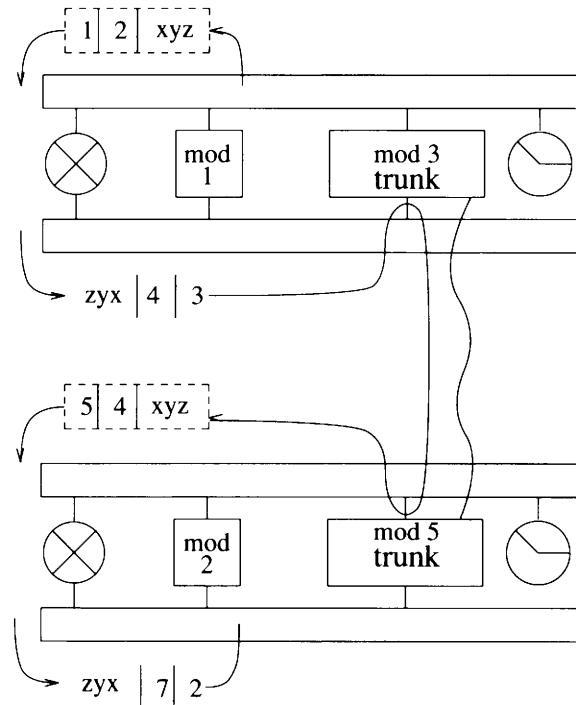 1 2 xyz
mod
1
mod 3
trunk
zyx 4 3
5 4 xyz
mod
2
mod 5
trunk
zyx 7 2